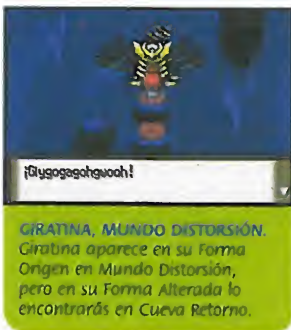 ¡Glygogagohgwooh!
GIRATINA, MUNDO DISTORSIÓN.
Giratina aparece en su Forma
Origen en Mundo Distorsión,
pero en su Forma Alterada lo
encontrarás en Cueva Retorno.